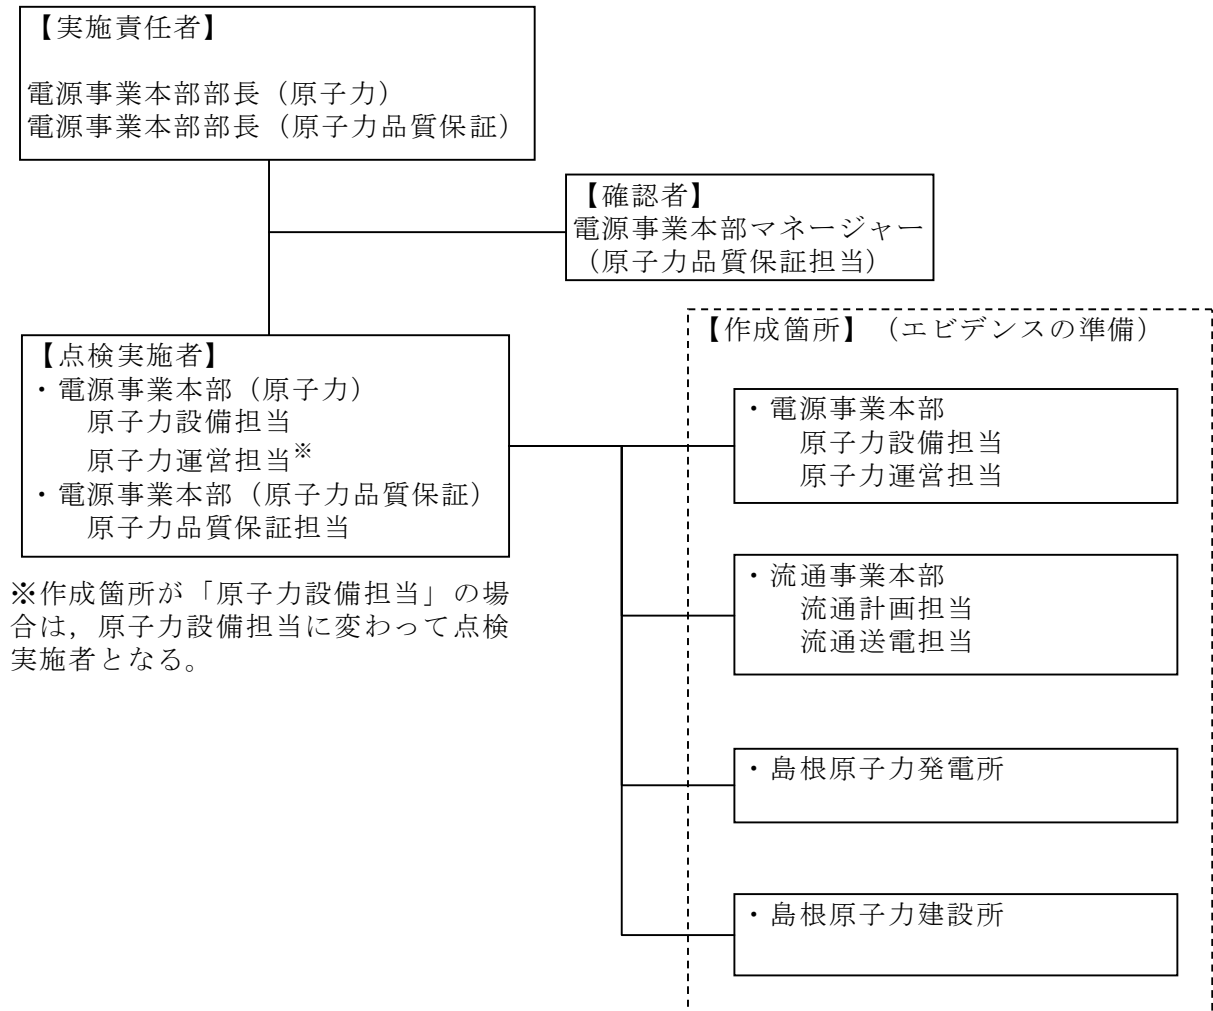 【実施責任者】
電源事業本部部長（原子力）
電源事業本部部長（原子力品質保証）
【確認者】
電源事業本部マネージャー
（原子力品質保証担当）
【点検実施者】
・電源事業本部（原子力）
原子力設備担当
原子力運営担当※
・電源事業本部（原子力品質保証）
原子力品質保証担当
※作成箇所が「原子力設備担当」の場
合は，原子力設備担当に変わって点検
実施者となる。
【作成箇所】（エビデンスの準備）
・電源事業本部
原子力設備担当
原子力運営担当
・流通事業本部
流通計画担当
流通送電担当
・島根原子力発電所
・島根原子力建設所